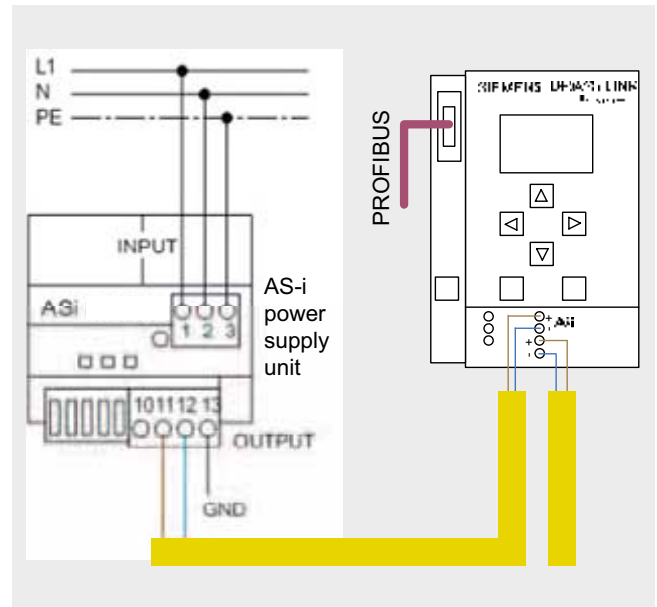 L1
N
PE
INPUT
ASi
1 2 3
AS-i
power
supply
unit
10 11 12 13
OUTPUT
GND
PROFIBUS
SIEMENS
LINK
+
-
+
-